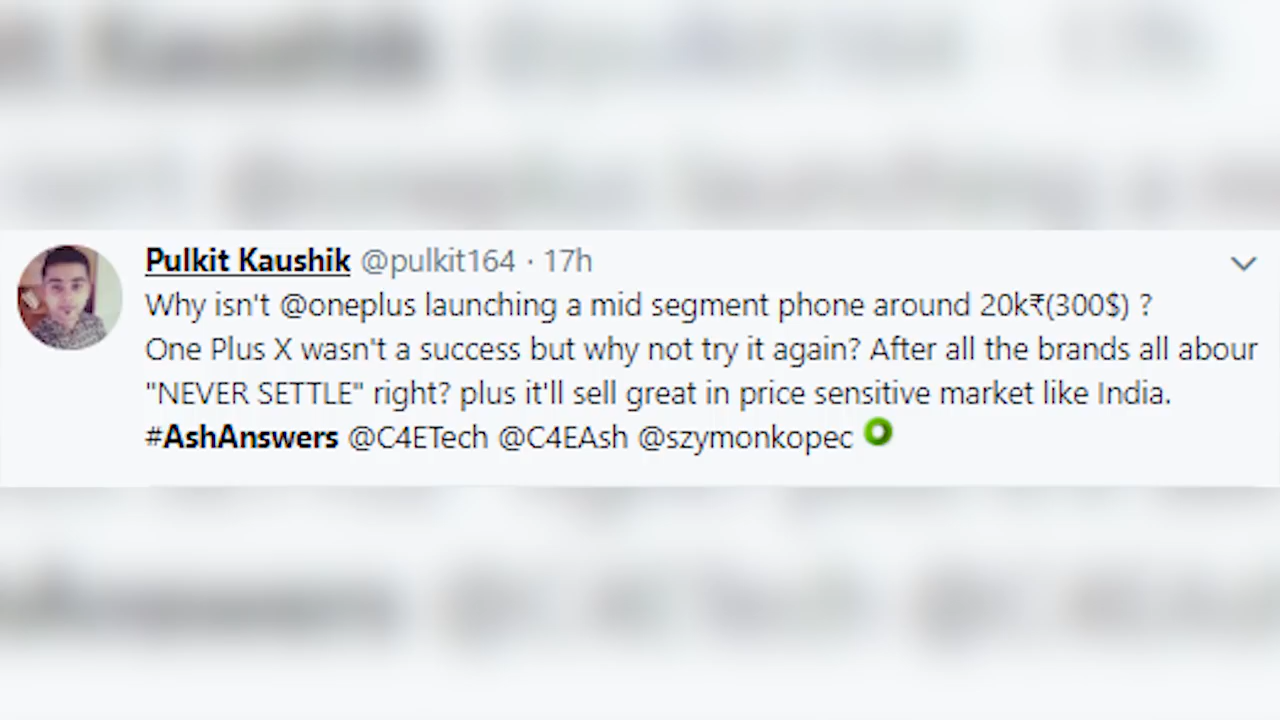 Pulkit Kaushik @pulkit164 · 17h
Why isn't @oneplus launching a mid segment phone around 20k₹(300$) ?
One Plus X wasn't a success but why not try it again? After all the brands all abour
"NEVER SETTLE" right? plus it'll sell great in price sensitive market like India.
#AshAnswers @C4ETech @C4EAsh @szymonkopec